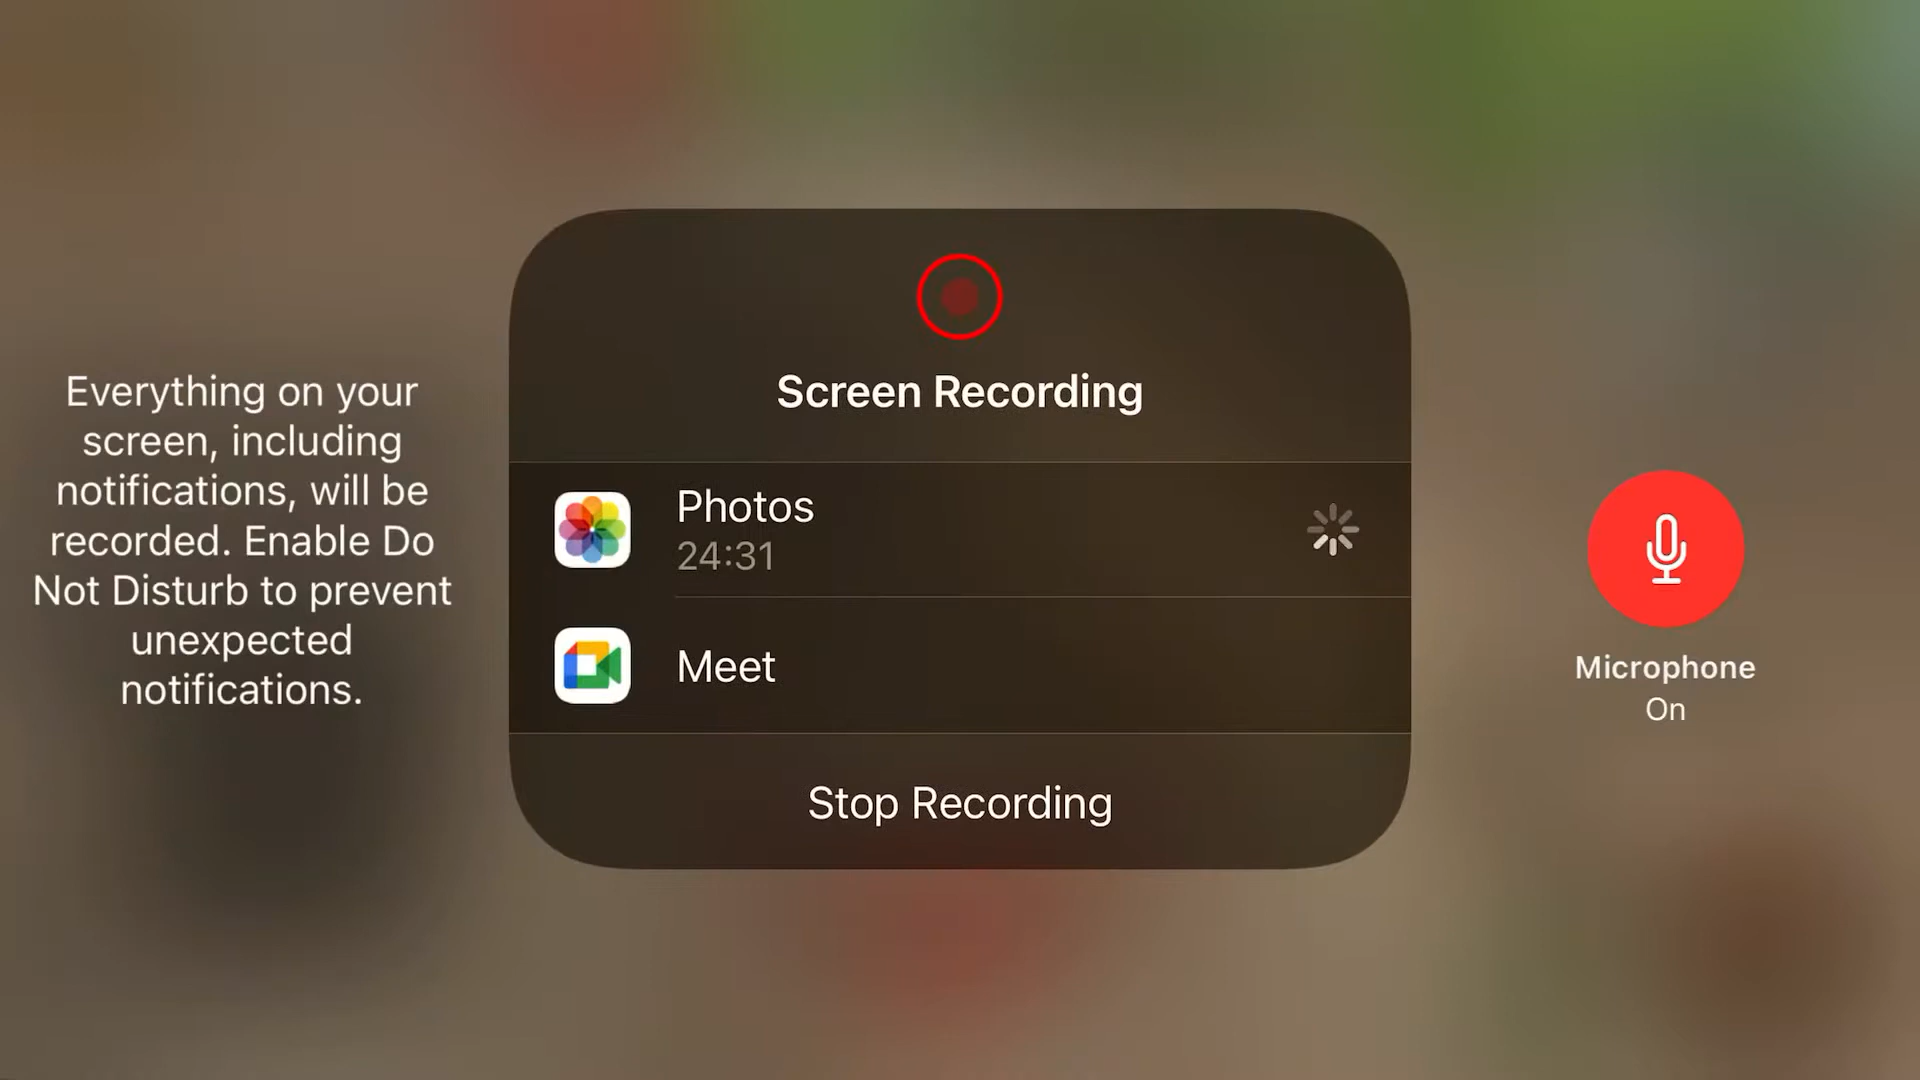 Everything on your
screen, including
notifications, will be
recorded. Enable Do
Not Disturb to prevent
unexpected
notifications.
Screen Recording
Photos
24:31
Meet
Stop Recording
Microphone
On